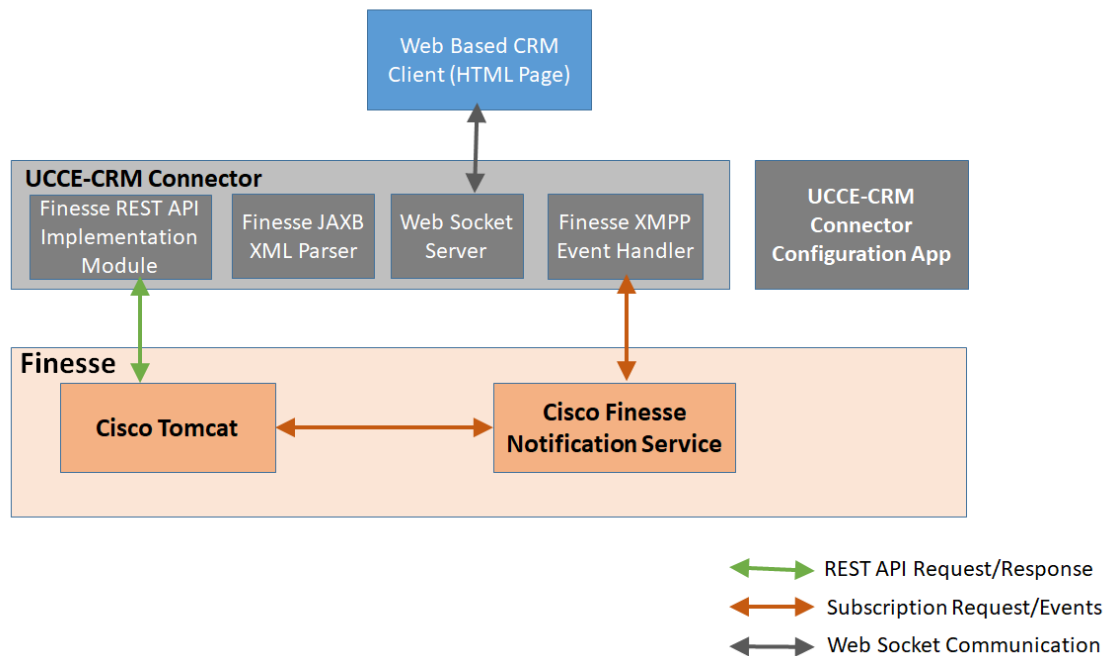 Web Based CRM
Client (HTML Page)
UCCE-CRM Connector
Finesse REST API
Implementation
Module
Finesse JAXB
XML Parser
Web Socket
Server
Finesse XMPP
Event Handler
UCCE-CRM
Connector
Configuration App
Finesse
Cisco Tomcat
Cisco Finesse
Notification Service
REST API Request/Response
Subscription Request/Events
Web Socket Communication